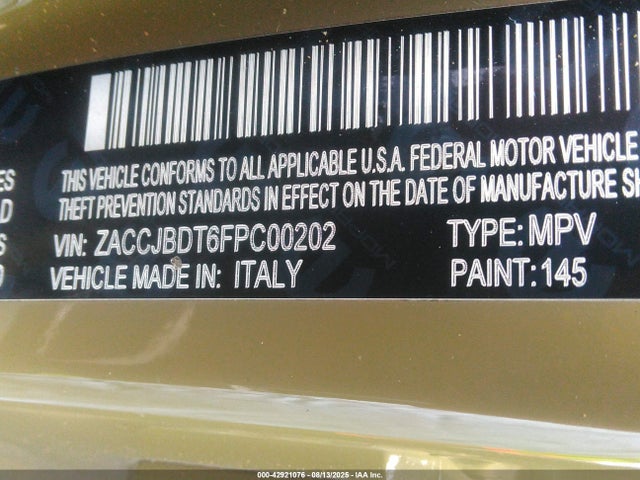 THIS VEHICLE CONFORMS TO ALL APPLICABLE U.S.A. FEDERAL MOTOR VEHICLE
THEFT PREVENTION STANDARDS IN EFFECT ON THE DATE OF MANUFACTURE SH
VIN: ZACCJBDT6FPC00202 TYPE: MPV
VEHICLE MADE IN: ITALY PAINT: 145
000-42921076 - 08/13/2025 - IAA Inc.